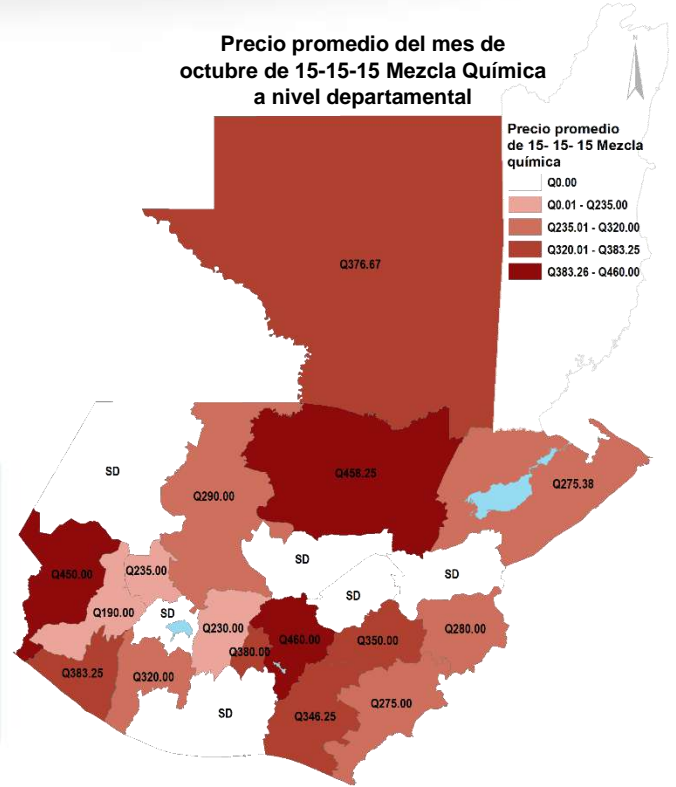 Precio promedio del mes de
octubre de 15-15-15 Mezcla Química
a nivel departamental
N
Precio promedio
de 15- 15- 15 Mezcla
química
Q0.00
Q0.01 - Q235.00
Q235.01 - Q320.00
Q320.01 - Q383.25
Q383.26 - Q460.00
Q376.67
SD
Q290.00
Q458.25
Q275.38
Q450.00
Q235.00
SD
SD
SD
Q190.00
SD
Q230.00
Q380.00
Q460.00
Q350.00
Q280.00
Q383.25
Q320.00
SD
Q346.25
Q275.00